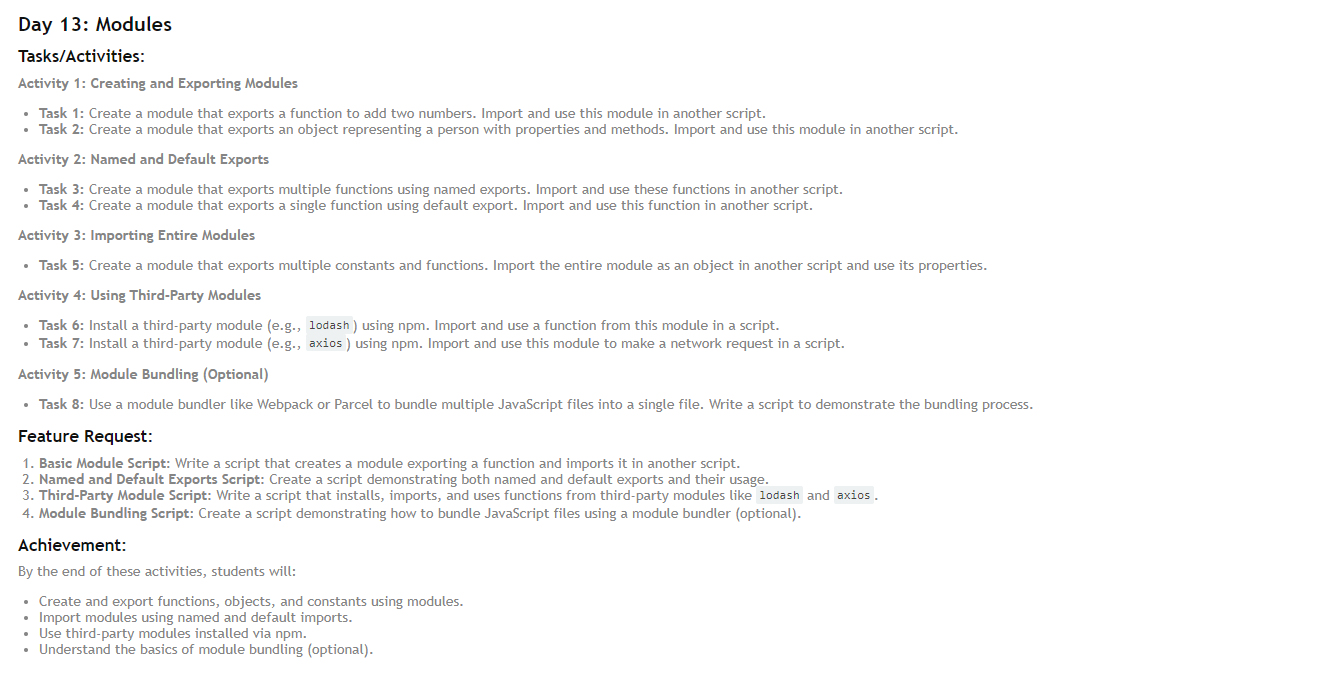 Day 13: Modules
Tasks/Activities:
Activity 1: Creating and Exporting Modules
• Task 1: Create a module that exports a function to add two numbers. Import and use this module in another script.
• Task 2: Create a module that exports an object representing a person with properties and methods. Import and use this module in another script.
Activity 2: Named and Default Exports
• Task 3: Create a module that exports multiple functions using named exports. Import and use these functions in another script.
• Task 4: Create a module that exports a single function using default export. Import and use this function in another script.
Activity 3: Importing Entire Modules
• Task 5: Create a module that exports multiple constants and functions. Import the entire module as an object in another script and use its properties.
Activity 4: Using Third-Party Modules
• Task 6: Install a third-party module (e.g., lodash) using npm. Import and use a function from this module in a script.
• Task 7: Install a third-party module (e.g., axios) using npm. Import and use this module to make a network request in a script.
Activity 5: Module Bundling (Optional)
• Task 8: Use a module bundler like Webpack or Parcel to bundle multiple JavaScript files into a single file. Write a script to demonstrate the bundling process.
Feature Request:
1. Basic Module Script: Write a script that creates a module exporting a function and imports it in another script.
2. Named and Default Exports Script: Create a script demonstrating both named and default exports and their usage.
3. Third-Party Module Script: Write a script that installs, imports, and uses functions from third-party modules like lodash and axios.
4. Module Bundling Script: Create a script demonstrating how to bundle JavaScript files using a module bundler (optional).
Achievement:
By the end of these activities, students will:
• Create and export functions, objects, and constants using modules.
• Import modules using named and default imports.
• Use third-party modules installed via npm.
• Understand the basics of module bundling (optional).